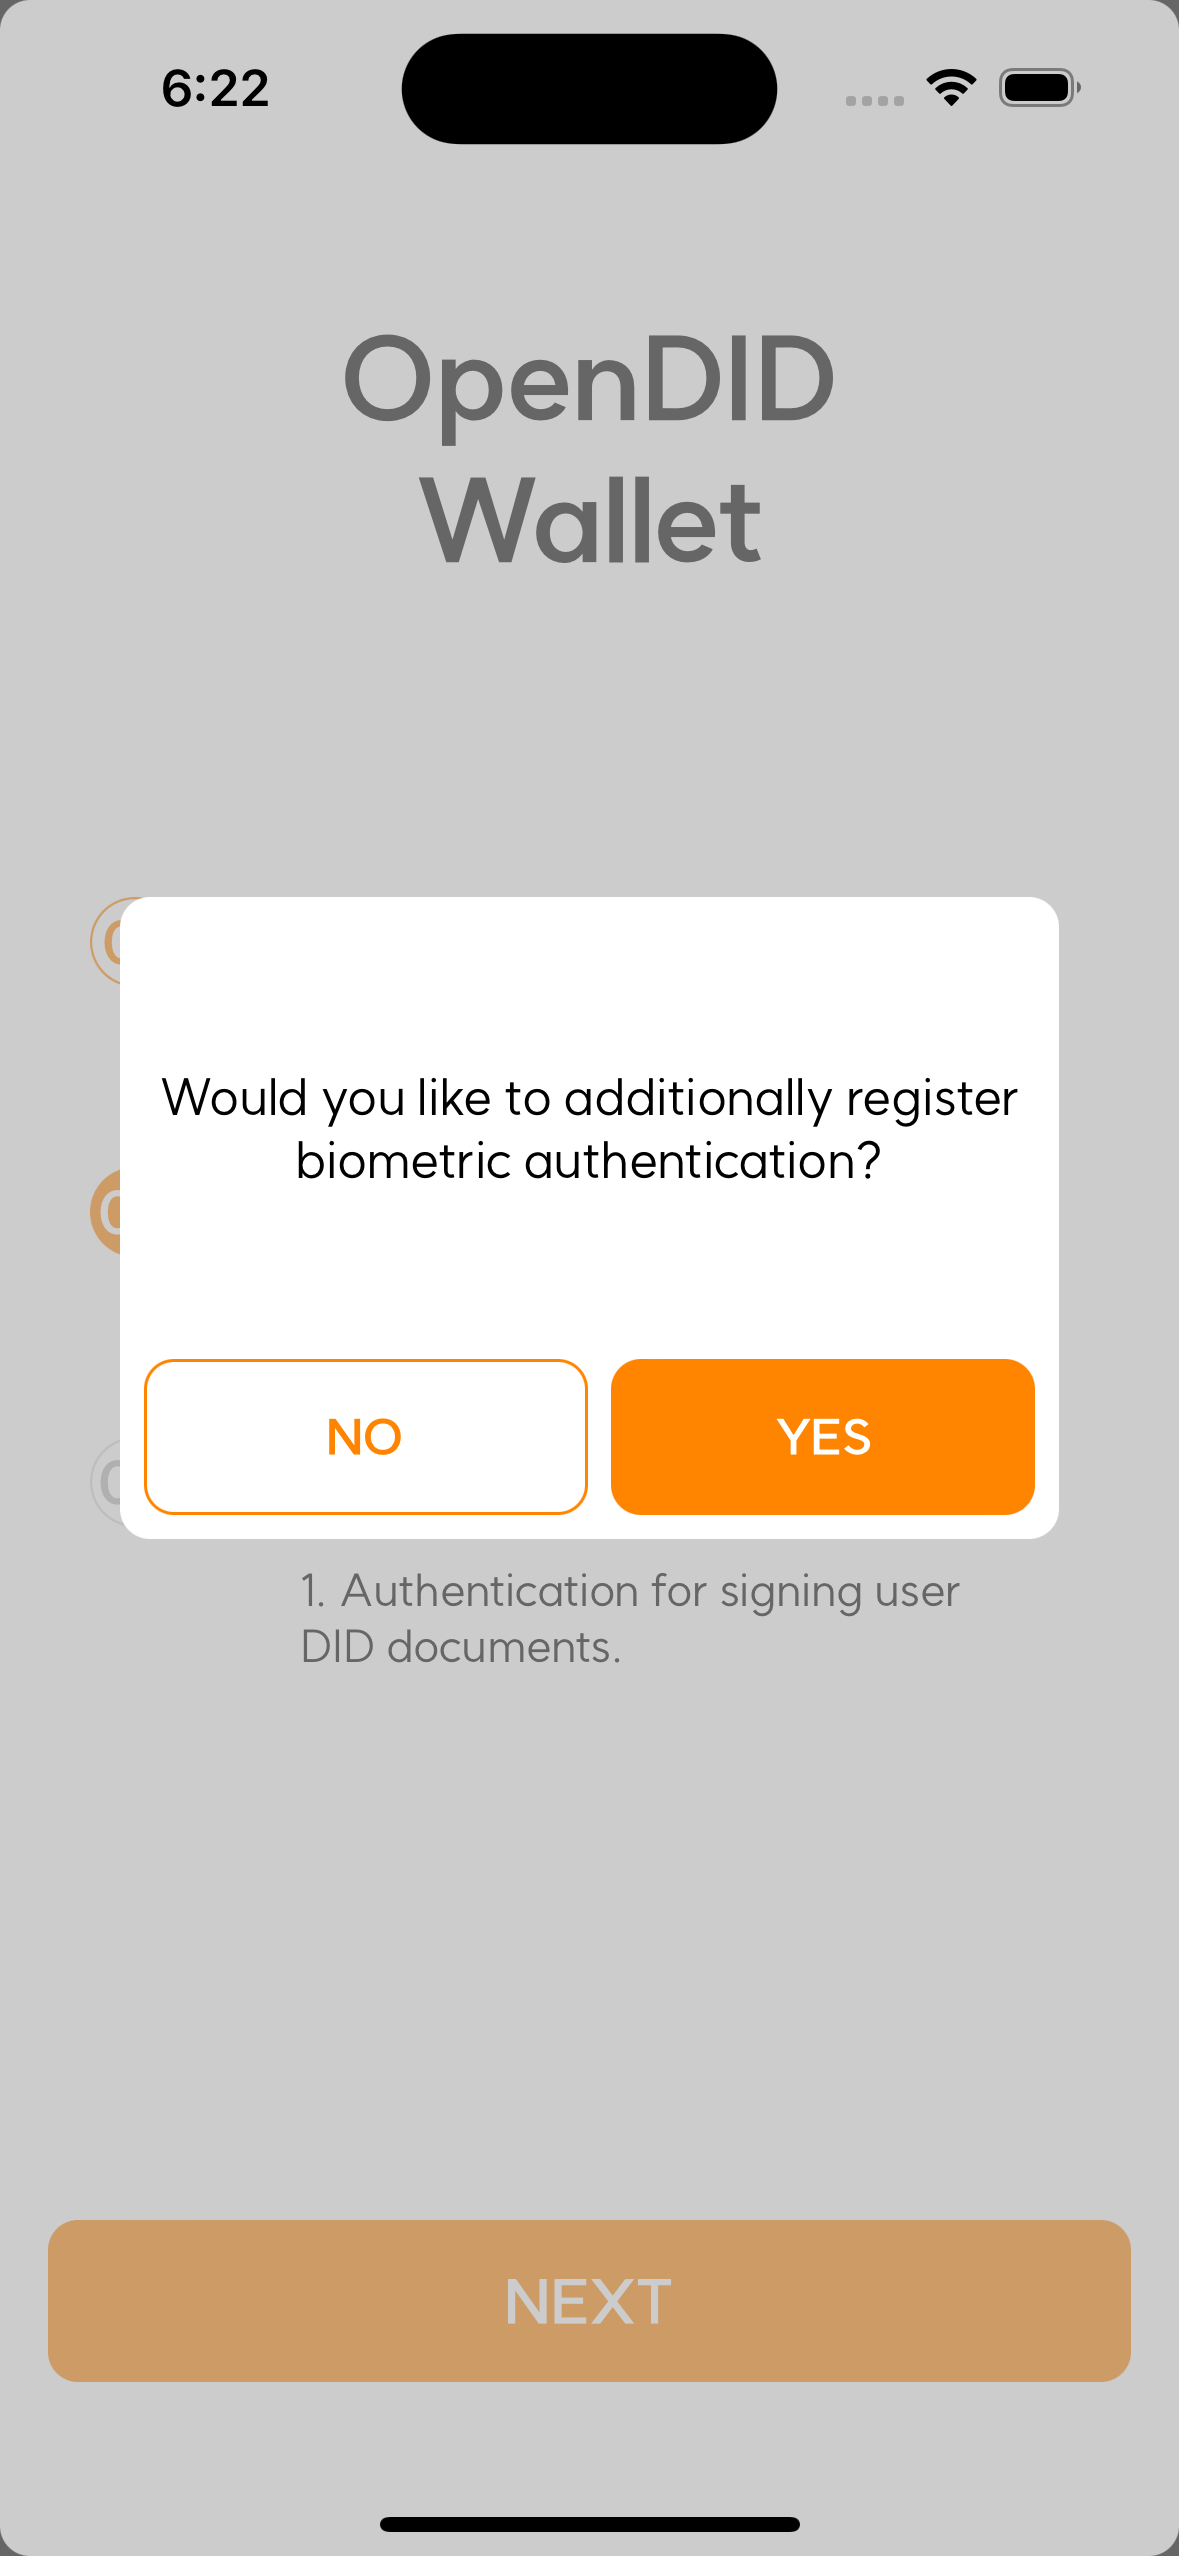 6:22
OpenDID
Wallet
Would you like to additionally register
biometric authentication?
NO
YES
1. Authentication for signing user
DID documents.
NEXT